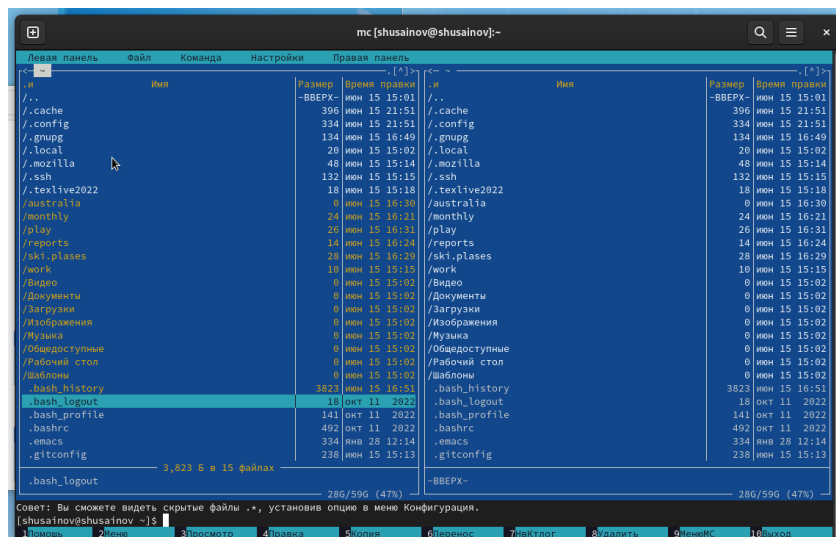 mc [shusainov@shusainov]:~
Левая панель Файл Команда Настройки Правая панель
<─ ~ .[^]> <─ ~ .[^]>
.и Имя Размер Время правки .и Имя Размер Время правки
/.. -ВВЕРХ- июн 15 15:01 /.. -ВВЕРХ- июн 15 15:01
/.cache 396 июн 15 21:51 /.cache 396 июн 15 21:51
/.config 334 июн 15 21:51 /.config 334 июн 15 21:51
/.gnupg 134 июн 15 16:49 /.gnupg 134 июн 15 16:49
/.local 20 июн 15 15:02 /.local 20 июн 15 15:02
/.mozilla 48 июн 15 15:14 /.mozilla 48 июн 15 15:14
/.ssh 132 июн 15 15:15 /.ssh 132 июн 15 15:15
/.texlive2022 18 июн 15 15:18 /.texlive2022 18 июн 15 15:18
/australia 0 июн 15 16:30 /australia 0 июн 15 16:30
/monthly 24 июн 15 16:21 /monthly 24 июн 15 16:21
/play 26 июн 15 16:31 /play 26 июн 15 16:31
/reports 14 июн 15 16:24 /reports 14 июн 15 16:24
/ski.plases 28 июн 15 16:29 /ski.plases 28 июн 15 16:29
/work 10 июн 15 15:15 /work 10 июн 15 15:15
/Видео 0 июн 15 15:02 /Видео 0 июн 15 15:02
/Документы 0 июн 15 15:02 /Документы 0 июн 15 15:02
/Загрузки 0 июн 15 15:02 /Загрузки 0 июн 15 15:02
/Изображения 0 июн 15 15:02 /Изображения 0 июн 15 15:02
/Музыка 0 июн 15 15:02 /Музыка 0 июн 15 15:02
/Общедоступные 0 июн 15 15:02 /Общедоступные 0 июн 15 15:02
/Рабочий стол 0 июн 15 15:02 /Рабочий стол 0 июн 15 15:02
/Шаблоны 0 июн 15 15:02 /Шаблоны 0 июн 15 15:02
.bash_history 3823 июн 15 16:51 .bash_history 3823 июн 15 16:51
.bash_logout 18 окт 11 2022 .bash_logout 18 окт 11 2022
.bash_profile 141 окт 11 2022 .bash_profile 141 окт 11 2022
.bashrc 492 окт 11 2022 .bashrc 492 окт 11 2022
.emacs 334 янв 28 12:14 .emacs 334 янв 28 12:14
.gitconfig 238 июн 15 15:13 .gitconfig 238 июн 15 15:13
3,823 Б в 15 файлах
.bash_logout -ВВЕРХ-
28G/59G (47%) 28G/59G (47%)
Совет: Вы сможете видеть скрытые файлы .*, установив опцию в меню Конфигурация.
[shusainov@shusainov ~]$
1Помощь 2Меню 3Просмотр 4Правка 5Копия 6Перенос 7НвКтлог 8Удалить 9МенюMC 10Выход